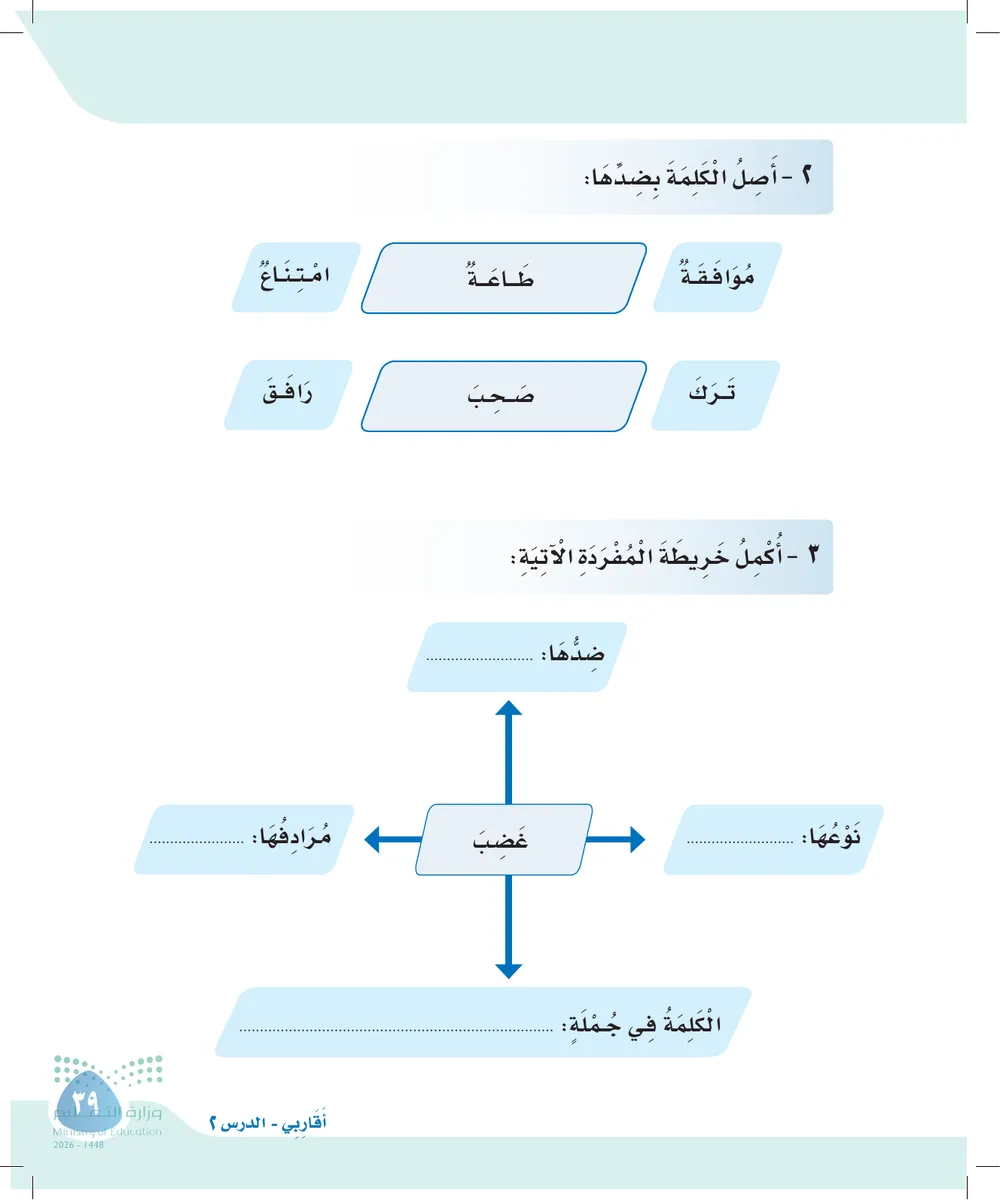 ٢ - أَصِلُ الْكَلِمَةَ بِضِدِّهَا:
مُوَافَقَةٌ طَاعَةٌ امْتِنَاعٌ
تَرَكَ صَحِبَ رَافَقَ
٣ - أُكْمِلُ خَرِيطَةَ الْمُفْرَدَةِ الْآتِيَةِ:
ضِدُّهَا: ..........................
نَوْعُهَا: .......................... غَضِبَ مُرَادِفُهَا: .......................
الْكَلِمَةُ فِي جُمْلَةٍ: ............................................................................
أَقَارِبِي - الدرس ٢
٣٩
وزارة التعليم
Ministry of Education
2026 - 1448